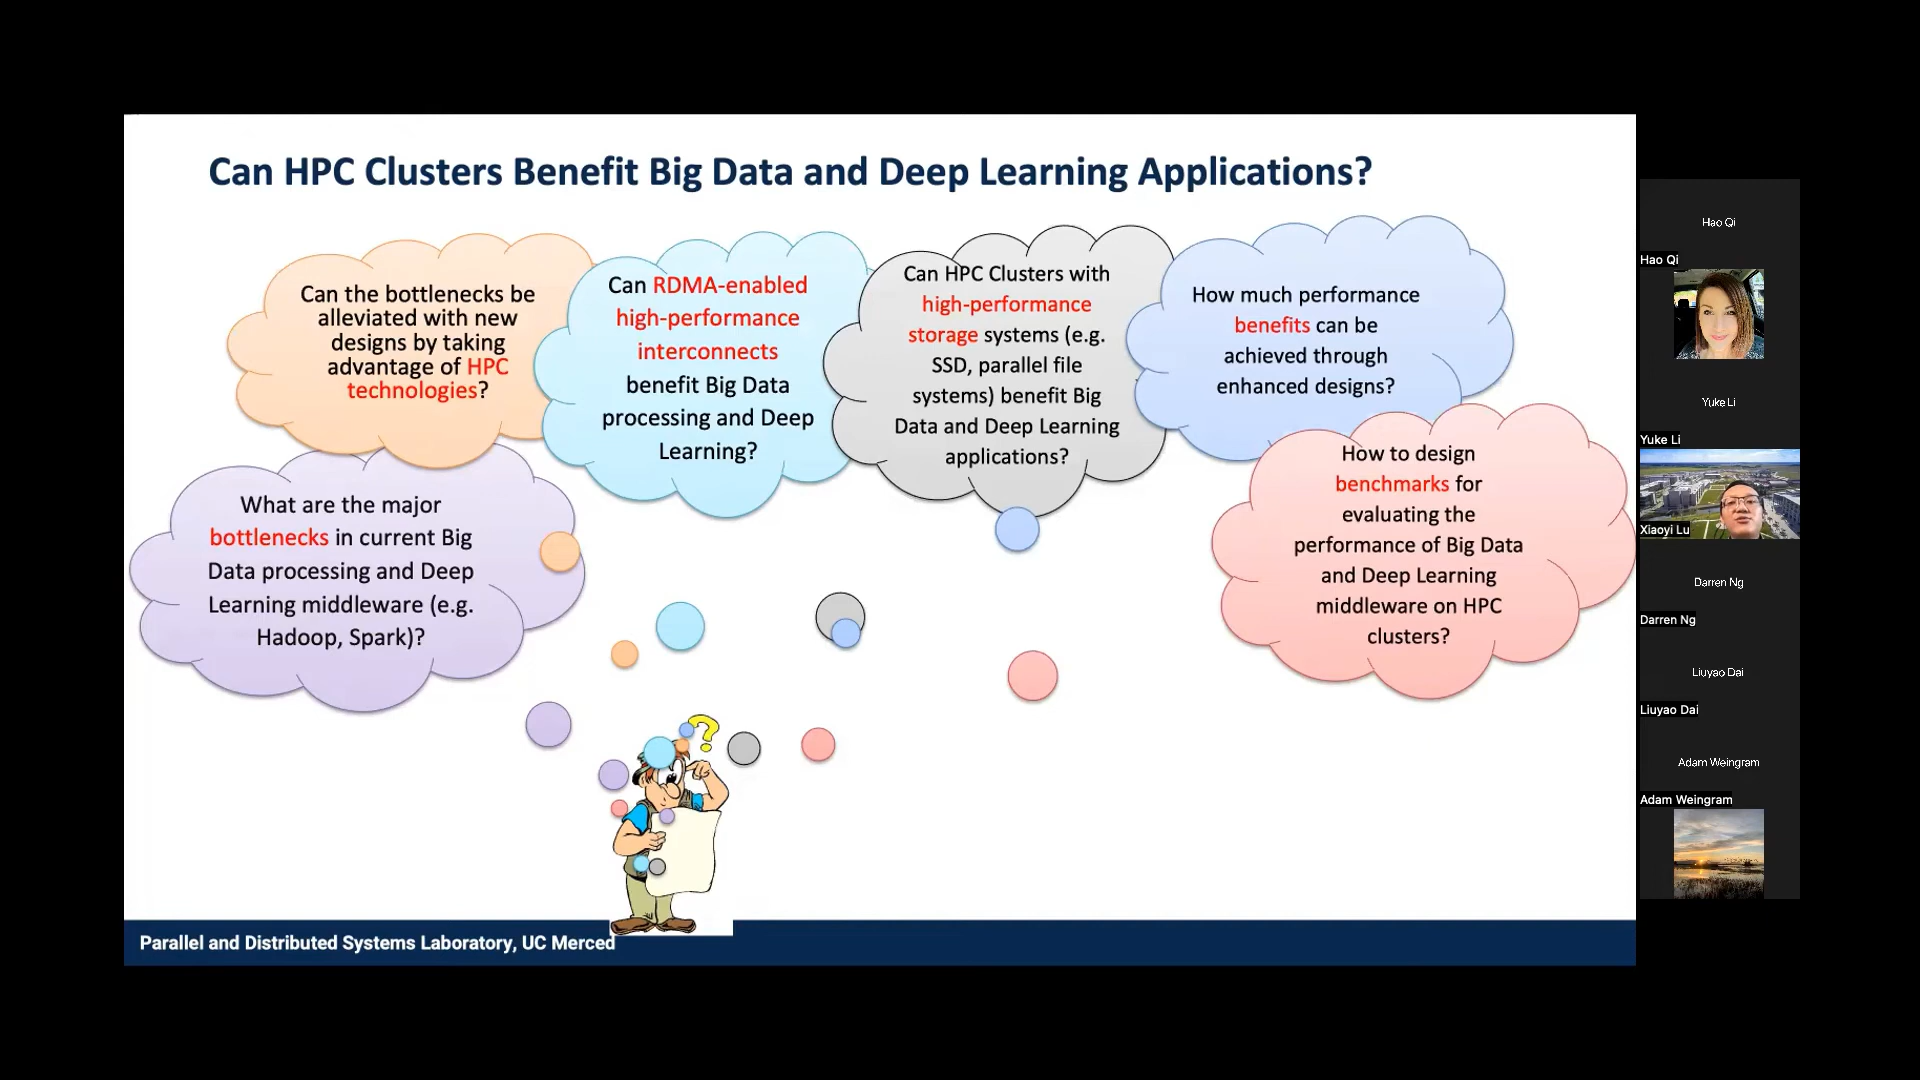 Can HPC Clusters Benefit Big Data and Deep Learning Applications?
Can the bottlenecks be
alleviated with new
designs by taking
advantage of HPC
technologies?
Can RDMA-enabled
high-performance
interconnects
benefit Big Data
processing and Deep
Learning?
Can HPC Clusters with
high-performance
storage systems (e.g.
SSD, parallel file
systems) benefit Big
Data and Deep Learning
applications?
How much performance
benefits can be
achieved through
enhanced designs?
What are the major
bottlenecks in current Big
Data processing and Deep
Learning middleware (e.g.
Hadoop, Spark)?
How to design
benchmarks for
evaluating the
performance of Big Data
and Deep Learning
middleware on HPC
clusters?
?
Parallel and Distributed Systems Laboratory, UC Merced
Hao Qi
Hao Qi
Yuke Li
Yuke Li
Xiaoyi Lu
Darren Ng
Darren Ng
Liuyao Dai
Liuyao Dai
Adam Weingram
Adam Weingram